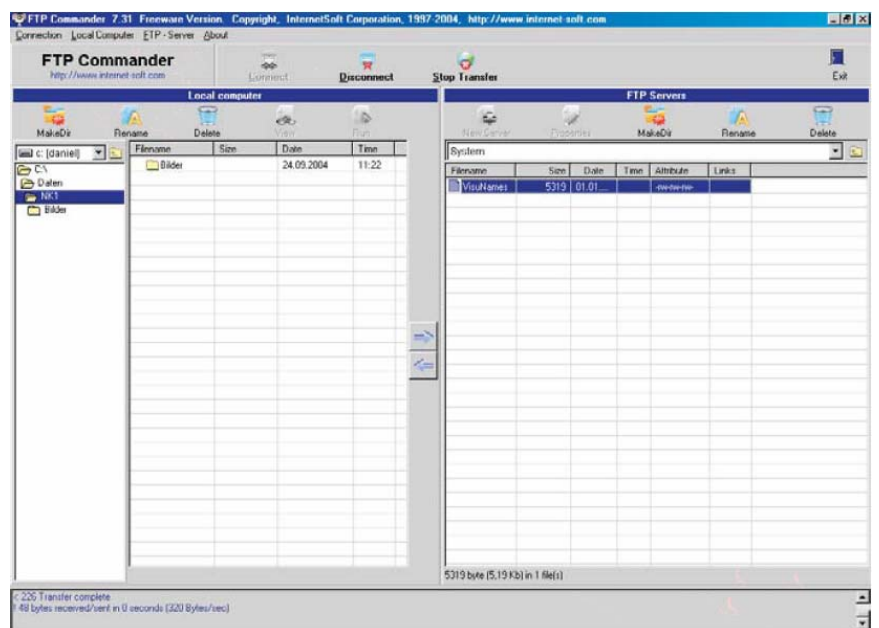 FTP Commander 7.31 Freeware Version. Copyright, InternetSoft Corporation, 1997-2004, http://www.internet-soft.com
Connection Local Computer FTP - Server About
FTP Commander
http://www.internet-soft.com
Connect
Disconnect
Stop Transfer
Exit
Local computer
MakeDir Rename Delete View Run
c: [daniel]
C:\
Daten
NK1
Bilder
Filename Size Date Time
Bilder 24.09.2004 11:22
FTP Servers
New Server Properties MakeDir Rename Delete
System
Filename Size Date Time Attribute Links
VisuNames 5319 01.01.... -rw-rw-rw-
5319 byte (5,19 Kb) in 1 file(s)
< 226 Transfer complete
! 48 bytes received/sent in 0 seconds (320 Bytes/sec)